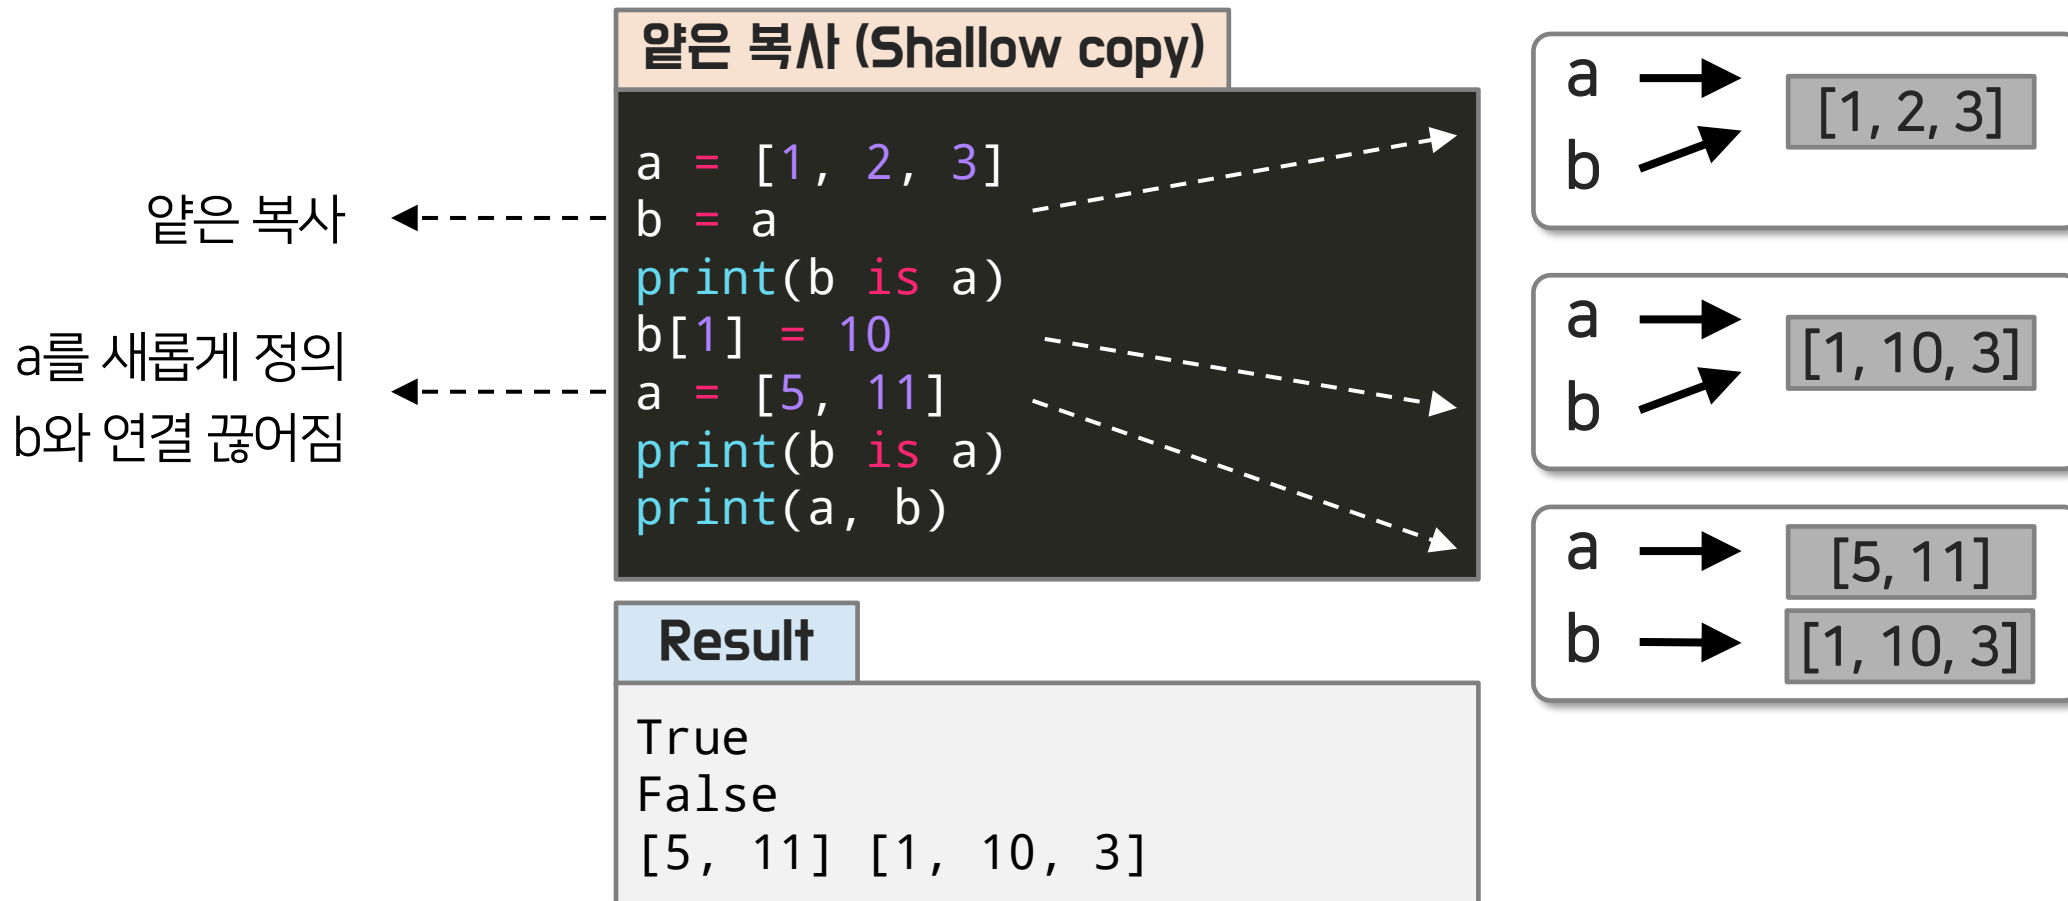 얕은 복사 (Shallow copy)
a = [1, 2, 3]
b = a
print(b is a)
b[1] = 10
a = [5, 11]
print(b is a)
print(a, b)
얕은 복사
a를 새롭게 정의
b와 연결 끊어짐
Result
True
False
[5, 11] [1, 10, 3]
a
[1, 2, 3]
b
a
[1, 10, 3]
b
a
[5, 11]
b
[1, 10, 3]